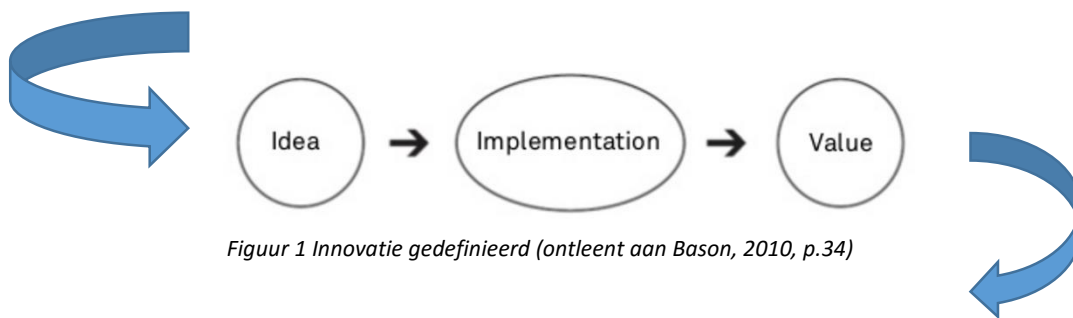 Idea → Implementation → Value
Figuur 1 Innovatie gedefinieerd (ontleent aan Bason, 2010, p.34)